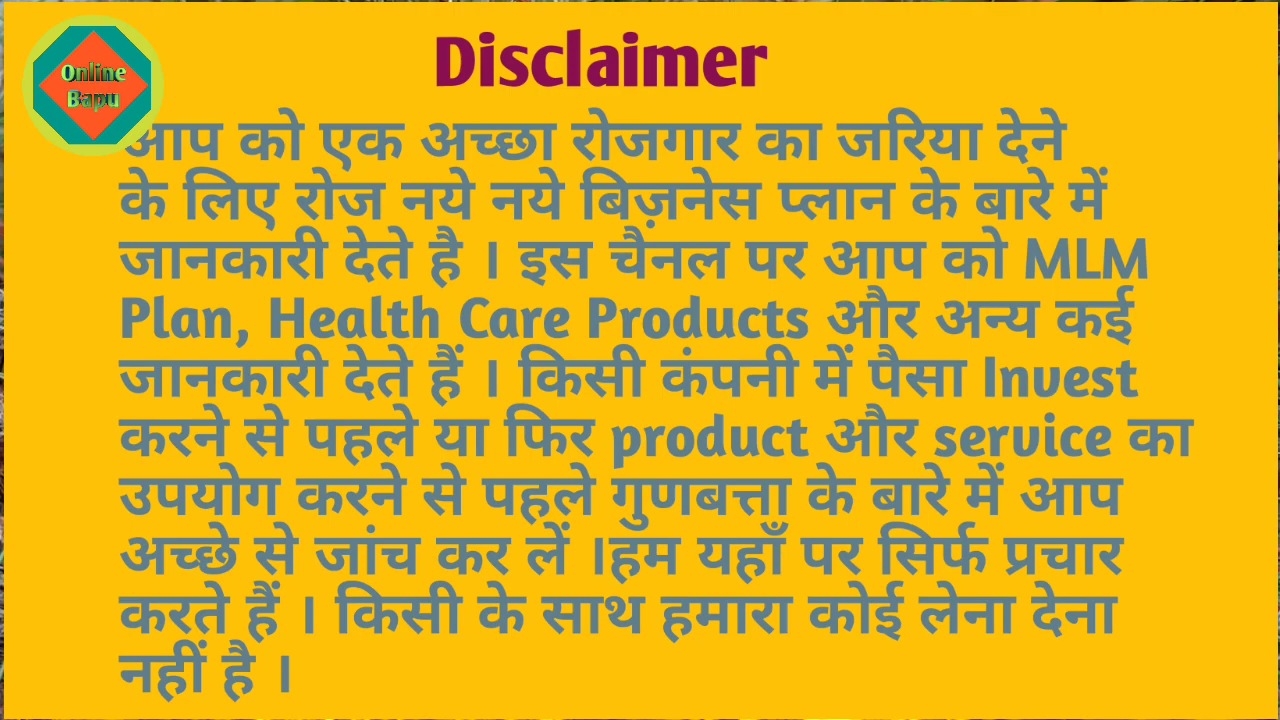 Online
Bapu
Disclaimer
आप को एक अच्छा रोजगार का जरिया देने
के लिए रोज नये नये बिज़नेस प्लान के बारे में
जानकारी देते है । इस चैनल पर आप को MLM
Plan, Health Care Products और अन्य कई
जानकारी देते हैं । किसी कंपनी में पैसा Invest
करने से पहले या फिर product और service का
उपयोग करने से पहले गुणबत्ता के बारे में आप
अच्छे से जांच कर लें ।हम यहाँ पर सिर्फ प्रचार
करते हैं । किसी के साथ हमारा कोई लेना देना
नहीं है ।